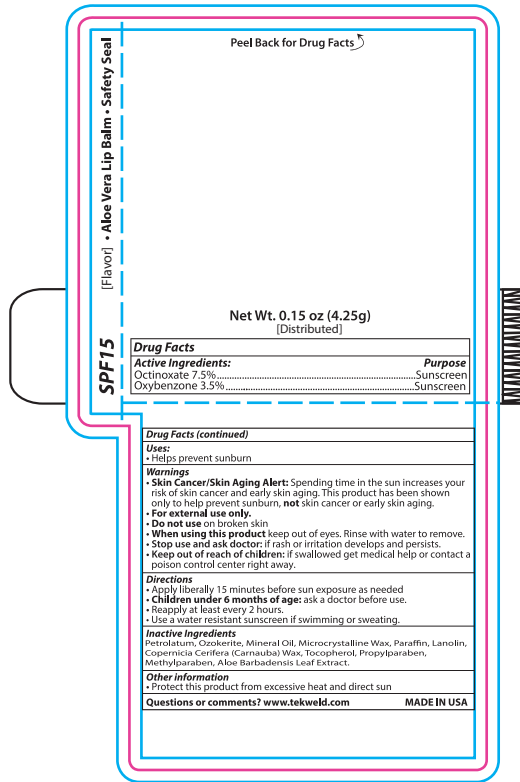 Peel Back for Drug Facts
SPF15 [Flavor] • Aloe Vera Lip Balm • Safety Seal
Net Wt. 0.15 oz (4.25g)
[Distributed]
Drug Facts
Active Ingredients: Purpose
Octinoxate 7.5%..........Sunscreen
Oxybenzone 3.5%..........Sunscreen
Drug Facts (continued)
Uses:
• Helps prevent sunburn
Warnings
• Skin Cancer/Skin Aging Alert: Spending time in the sun increases your
risk of skin cancer and early skin aging. This product has been shown
only to help prevent sunburn, not skin cancer or early skin aging.
• For external use only.
• Do not use on broken skin
• When using this product keep out of eyes. Rinse with water to remove.
• Stop use and ask doctor: if rash or irritation develops and persists.
• Keep out of reach of children: if swallowed get medical help or contact a
poison control center right away.
Directions
• Apply liberally 15 minutes before sun exposure as needed
• Children under 6 months of age: ask a doctor before use.
• Reapply at least every 2 hours.
• Use a water resistant sunscreen if swimming or sweating.
Inactive Ingredients
Petrolatum, Ozokerite, Mineral Oil, Microcrystalline Wax, Paraffin, Lanolin,
Copernicia Cerifera (Carnauba) Wax, Tocopherol, Propylparaben,
Methylparaben, Aloe Barbadensis Leaf Extract.
Other information
• Protect this product from excessive heat and direct sun
Questions or comments? www.tekweld.com MADE IN USA